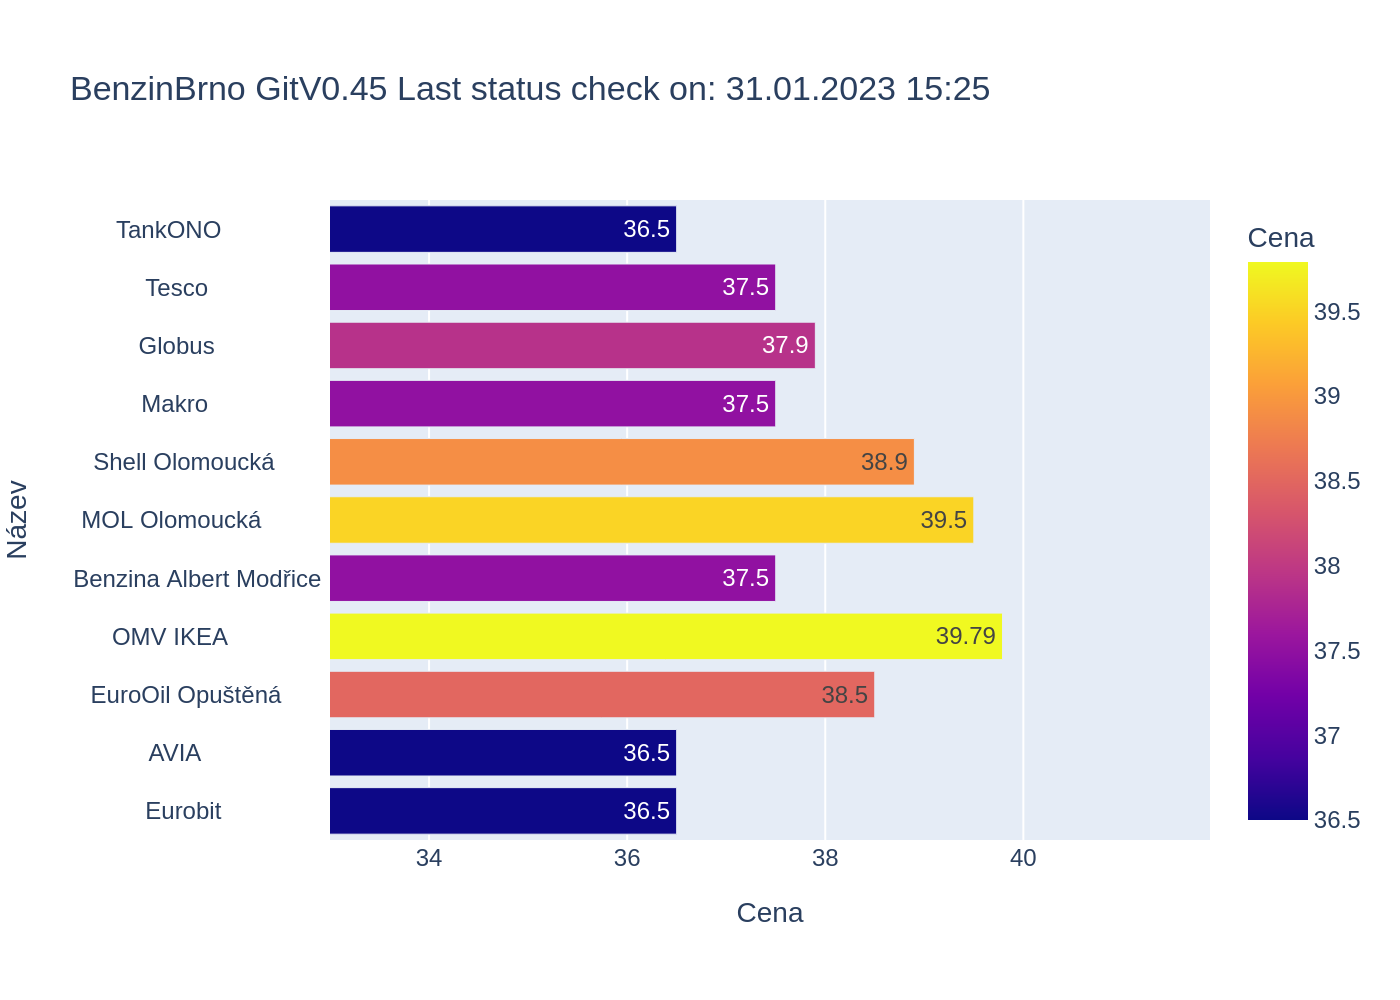 BenzinBrno GitV0.45 Last status check on: 31.01.2023 15:25
TankONO 36.5
Tesco 37.5
Globus 37.9
Makro 37.5
Shell Olomoucká 38.9
MOL Olomoucká 39.5
Benzina Albert Modřice 37.5
OMV IKEA 39.79
EuroOil Opuštěná 38.5
AVIA 36.5
Eurobit 36.5
34 36 38 40
Cena
Název
Cena
39.5
39
38.5
38
37.5
37
36.5